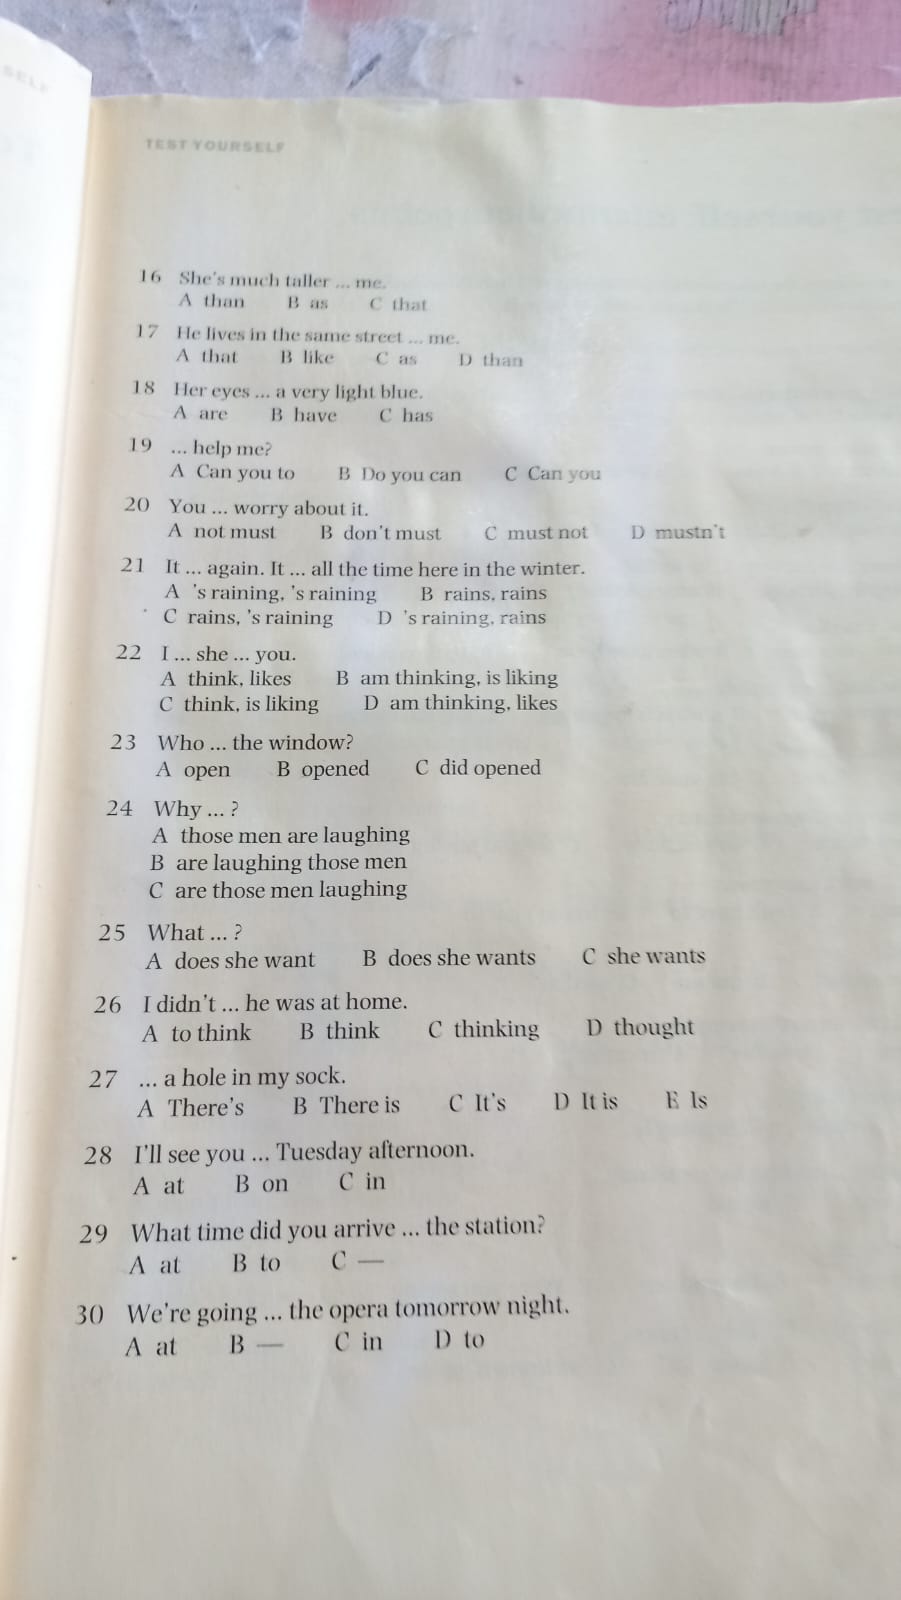 SELF
TEST YOURSELF
16 She's much taller ... me.
A than B as C that
17 He lives in the same street ... me.
A that B like C as D than
18 Her eyes ... a very light blue.
A are B have C has
19 ... help me?
A Can you to B Do you can C Can you
20 You ... worry about it.
A not must B don't must C must not D mustn't
21 It ... again. It ... all the time here in the winter.
A 's raining, 's raining B rains, rains
C rains, 's raining D 's raining, rains
22 I ... she ... you.
A think, likes B am thinking, is liking
C think, is liking D am thinking, likes
23 Who ... the window?
A open B opened C did opened
24 Why ... ?
A those men are laughing
B are laughing those men
C are those men laughing
25 What ... ?
A does she want B does she wants C she wants
26 I didn't ... he was at home.
A to think B think C thinking D thought
27 ... a hole in my sock.
A There's B There is C It's D It is E Is
28 I'll see you ... Tuesday afternoon.
A at B on C in
29 What time did you arrive ... the station?
A at B to C —
30 We're going ... the opera tomorrow night.
A at B — C in D to